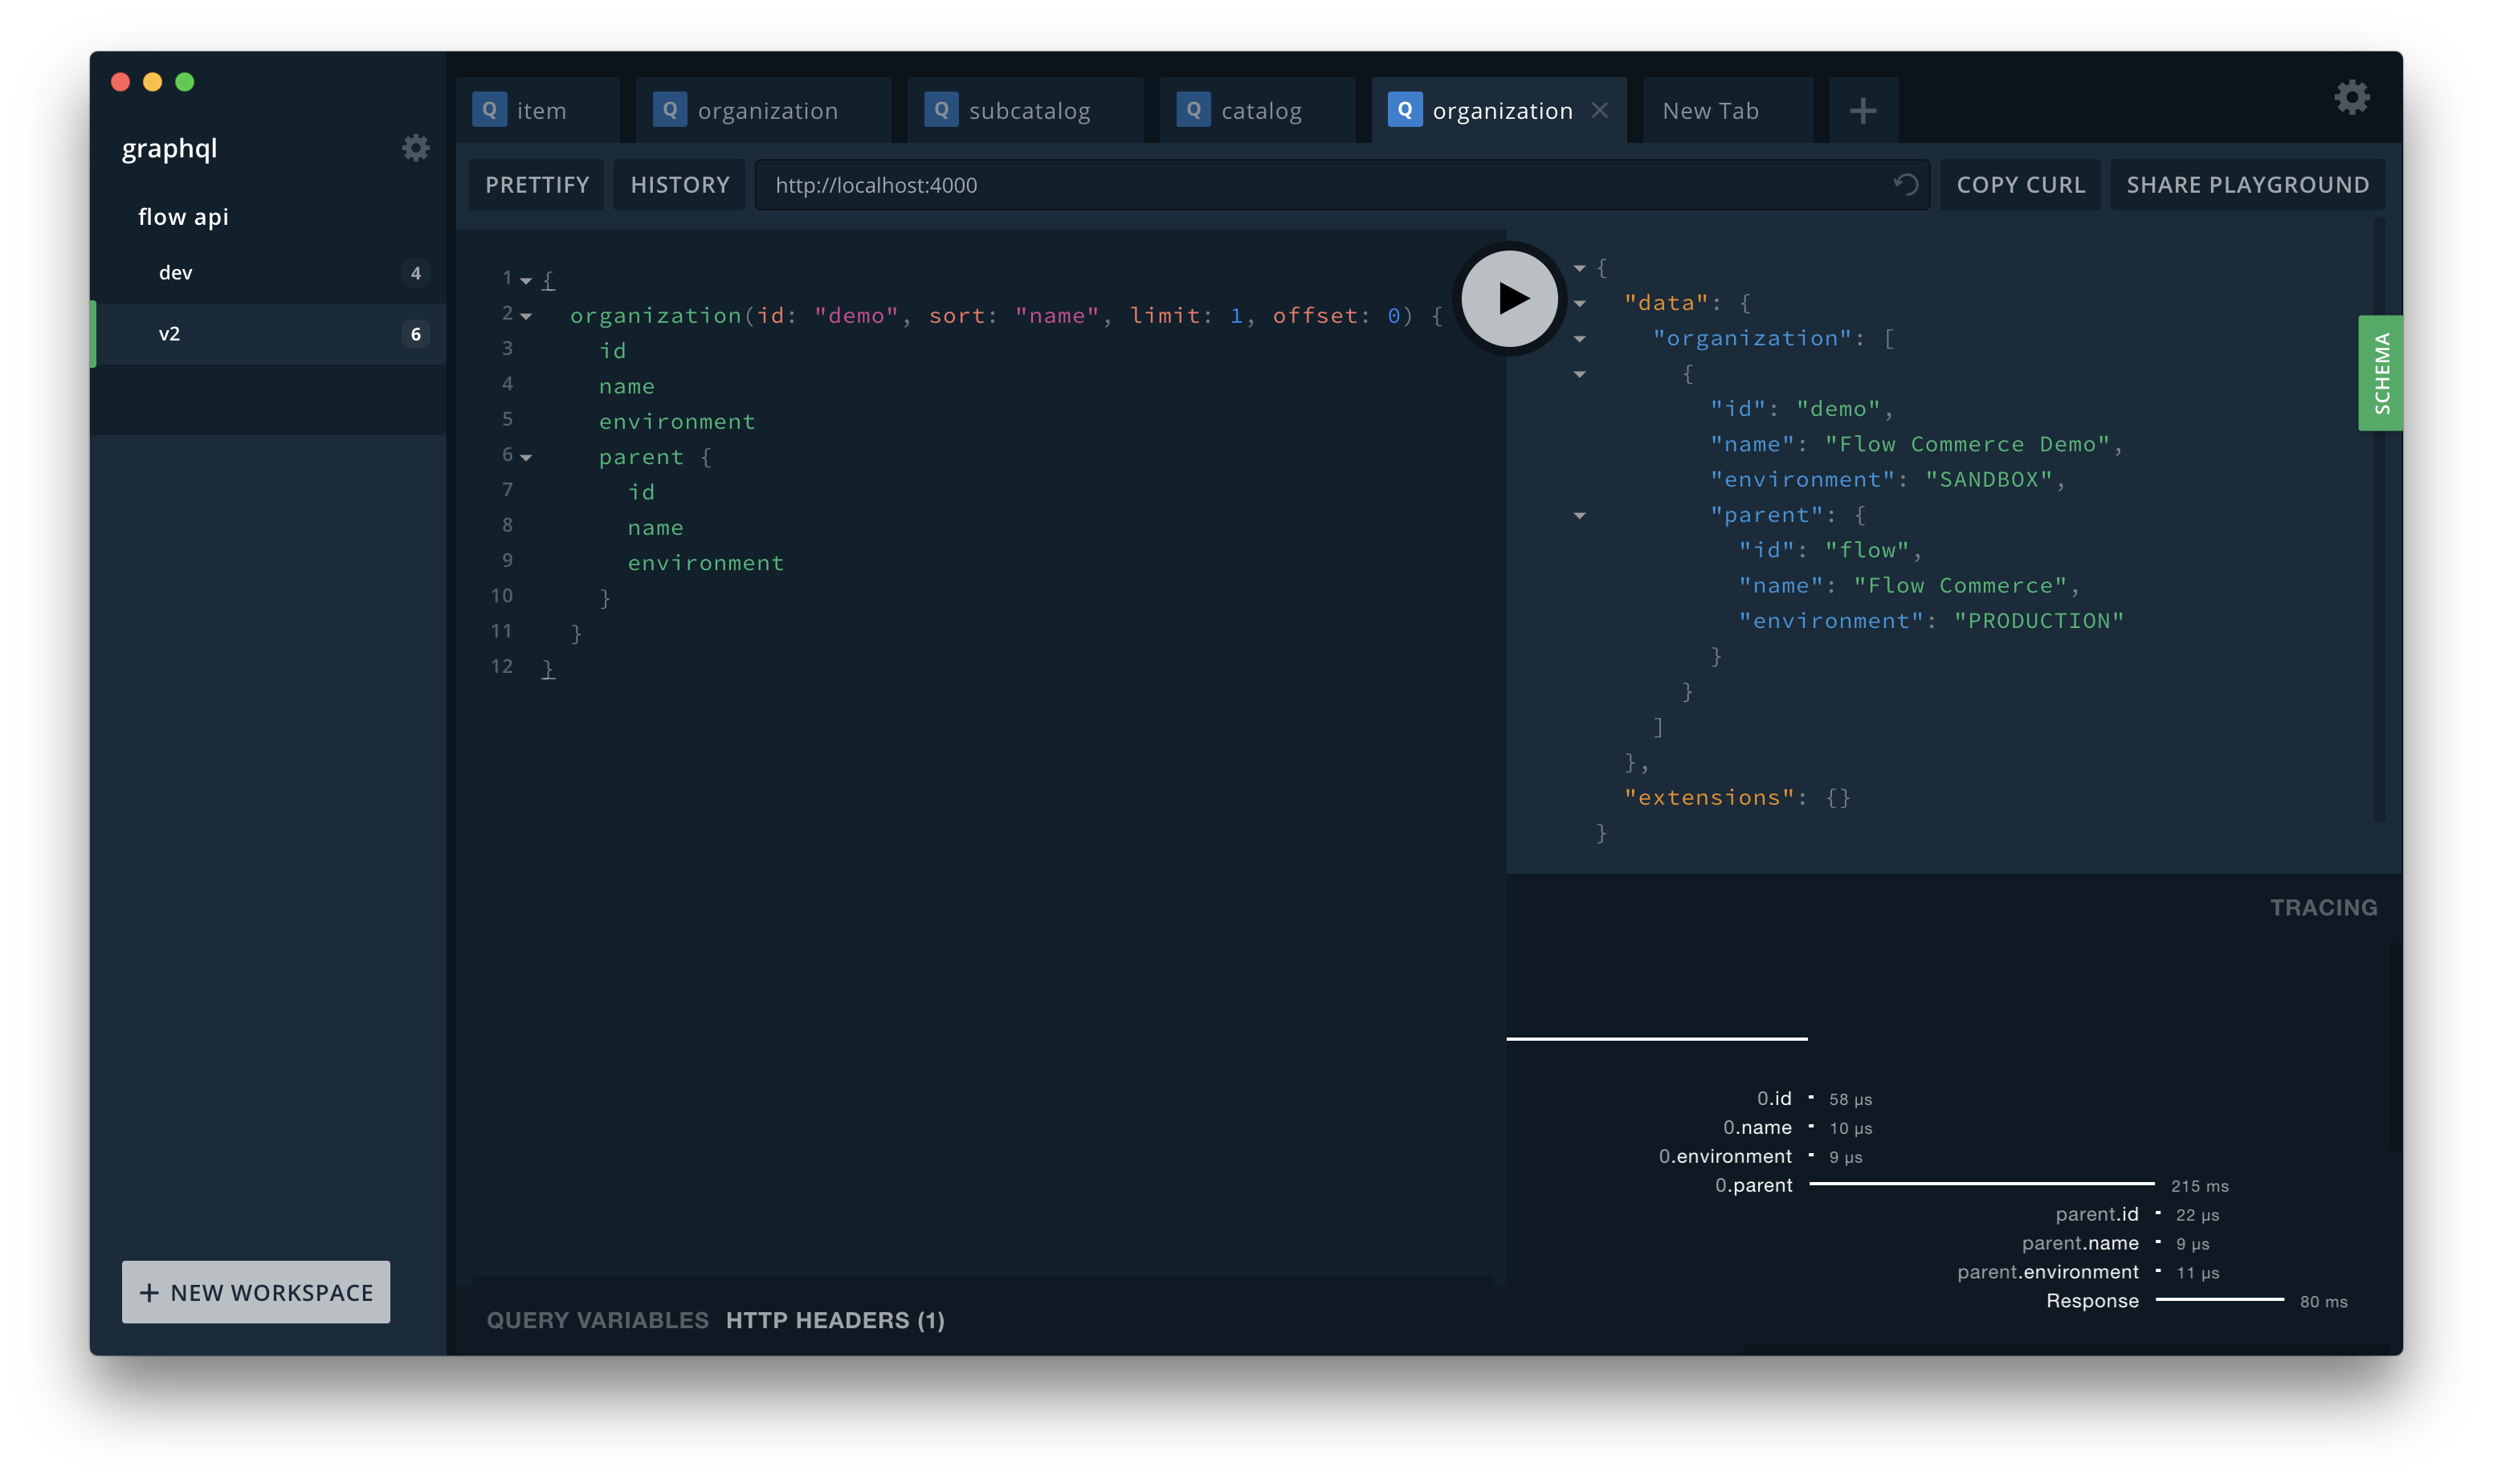 graphql
flow api
dev 4
v2 6
+ NEW WORKSPACE
Q item
Q organization
Q subcatalog
Q catalog
Q organization ×
New Tab
+
PRETTIFY
HISTORY
http://localhost:4000
COPY CURL
SHARE PLAYGROUND
1 {
2 organization(id: "demo", sort: "name", limit: 1, offset: 0) {
3 id
4 name
5 environment
6 parent {
7 id
8 name
9 environment
10 }
11 }
12 }
QUERY VARIABLES HTTP HEADERS (1)
{
"data": {
"organization": [
{
"id": "demo",
"name": "Flow Commerce Demo",
"environment": "SANDBOX",
"parent": {
"id": "flow",
"name": "Flow Commerce",
"environment": "PRODUCTION"
}
}
]
},
"extensions": {}
}
SCHEMA
TRACING
0.id 58 µs
0.name 10 µs
0.environment 9 µs
0.parent 215 ms
parent.id 22 µs
parent.name 9 µs
parent.environment 11 µs
Response 80 ms